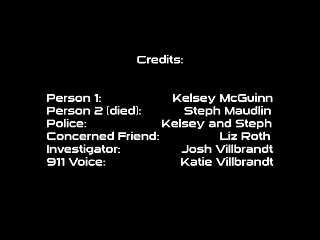 Credits:
Person 1: Kelsey McGuinn
Person 2 (died): Steph Maudlin
Police: Kelsey and Steph
Concerned Friend: Liz Roth
Investigator: Josh Villbrandt
911 Voice: Katie Villbrandt